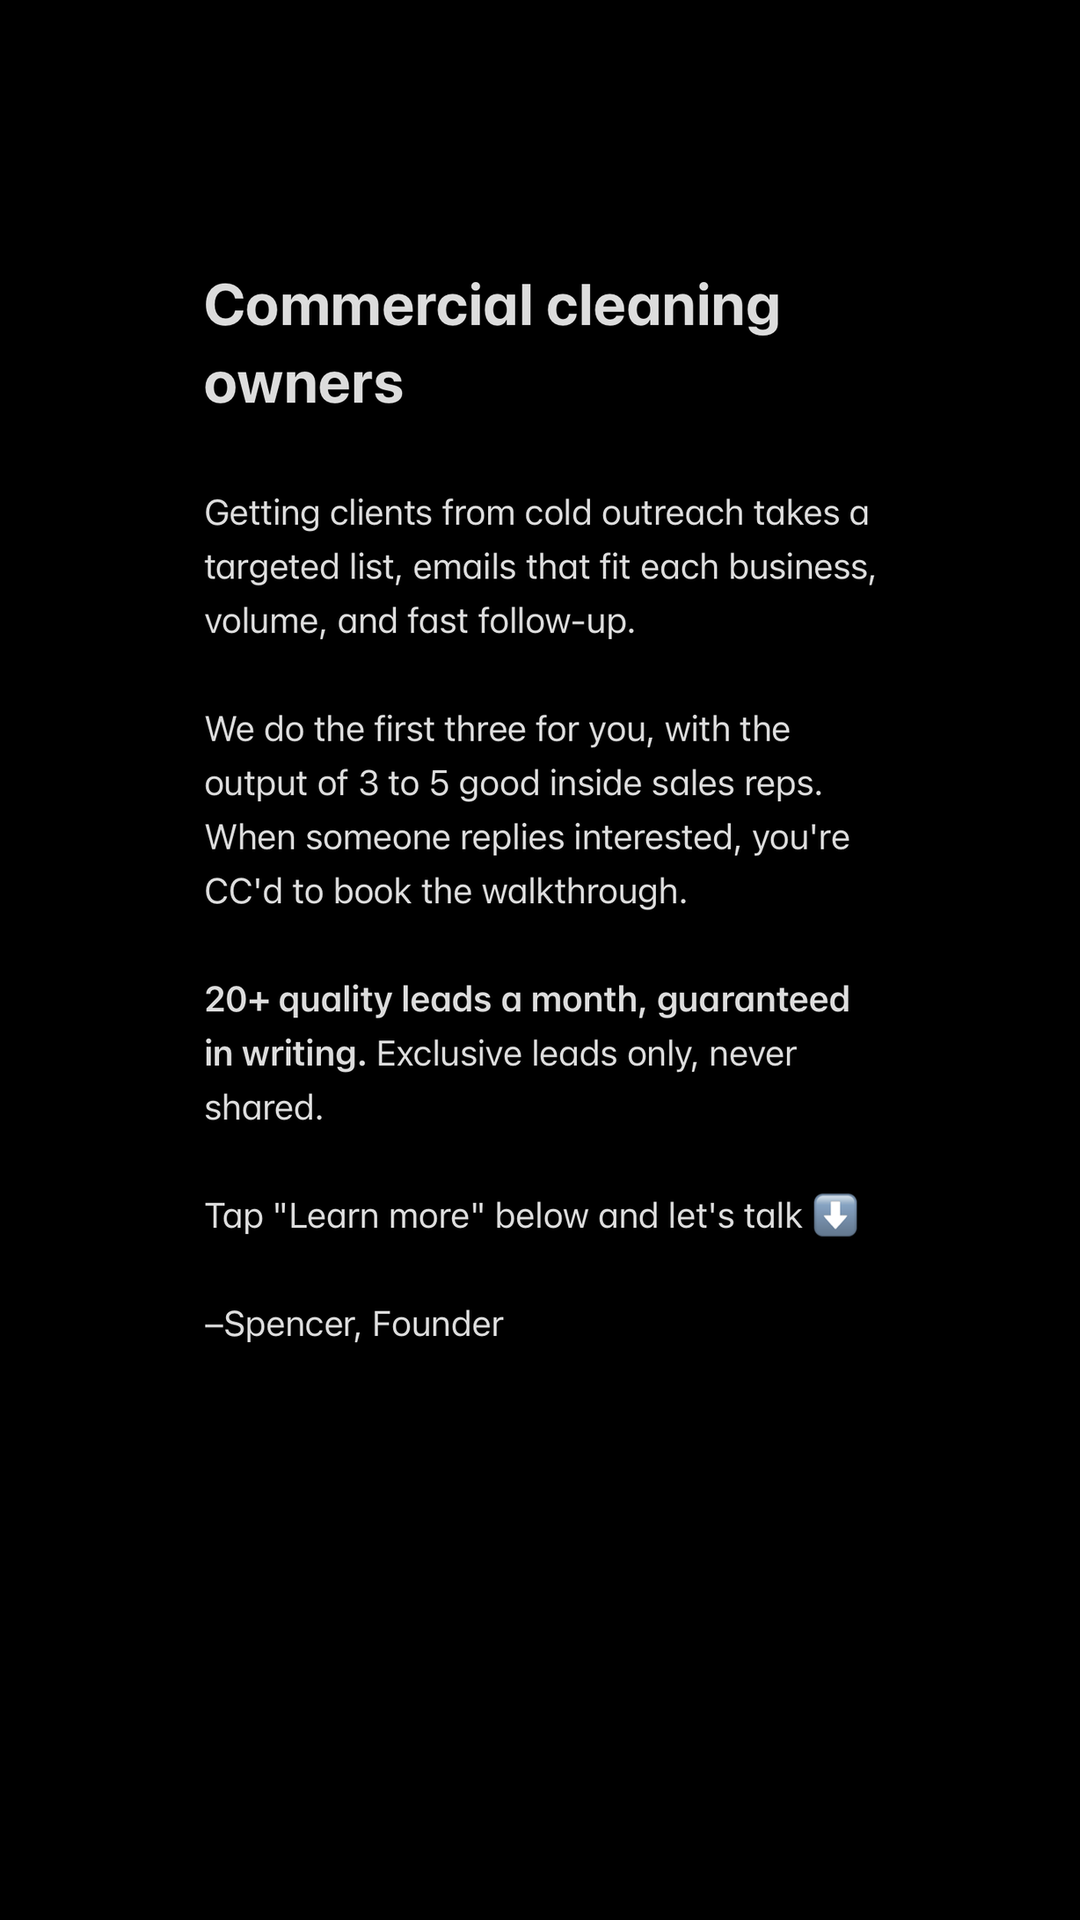 Commercial cleaning
owners
Getting clients from cold outreach takes a
targeted list, emails that fit each business,
volume, and fast follow-up.
We do the first three for you, with the
output of 3 to 5 good inside sales reps.
When someone replies interested, you're
CC'd to book the walkthrough.
20+ quality leads a month, guaranteed
in writing. Exclusive leads only, never
shared.
Tap "Learn more" below and let's talk ⬇️
–Spencer, Founder